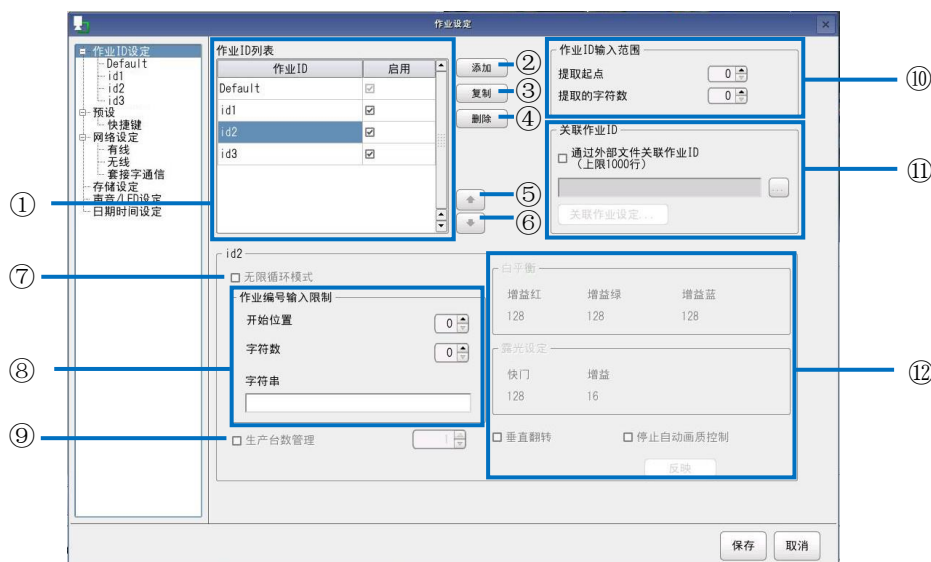 作业设定
作业ID设定
Default
id1
id2
id3
预设
快捷键
网络设定
有线
无线
套接字通信
存储设定
声音/LED设定
日期时间设定
①
作业ID列表
作业ID 启用
Default
id1
id2
id3
添加 ②
复制 ③
删除 ④
⑤
⑥
作业ID输入范围
提取起点 0
提取的字符数 0
⑩
关联作业ID
通过外部文件关联作业ID
(上限1000行)
...
关联作业设定...
⑪
id2
⑦ 无限循环模式
作业编号输入限制
开始位置 0
字符数 0
字符串
⑧
⑨ 生产台数管理 1
白平衡
增益红 增益绿 增益蓝
128 128 128
露光设定
快门 增益
128 16
⑫
垂直翻转 停止自动画质控制
反映
保存 取消